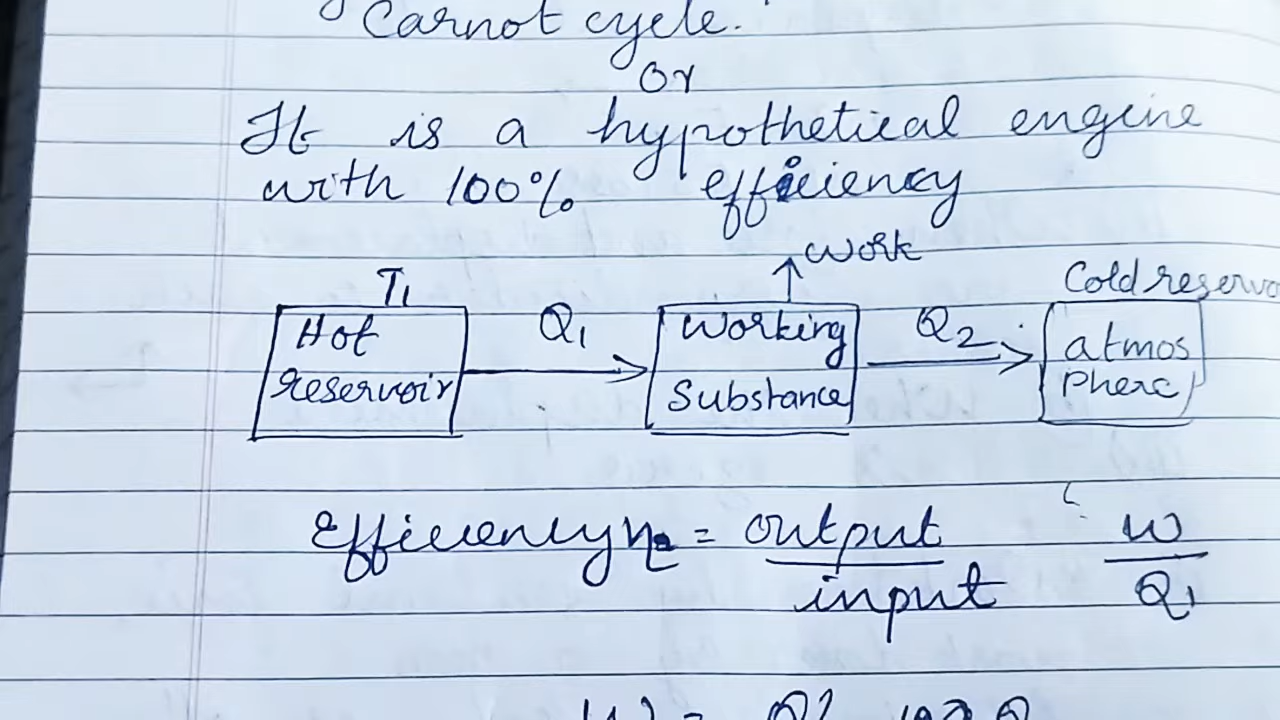 Carnot cycle.
Or
It is a hypothetical engine
with 100% efficiency
Work
T1
Cold reservo
Hot
reservoir
Q1
Working
Substance
Q2
atmos
phere
Efficiency η = output / input
W / Q1
W =